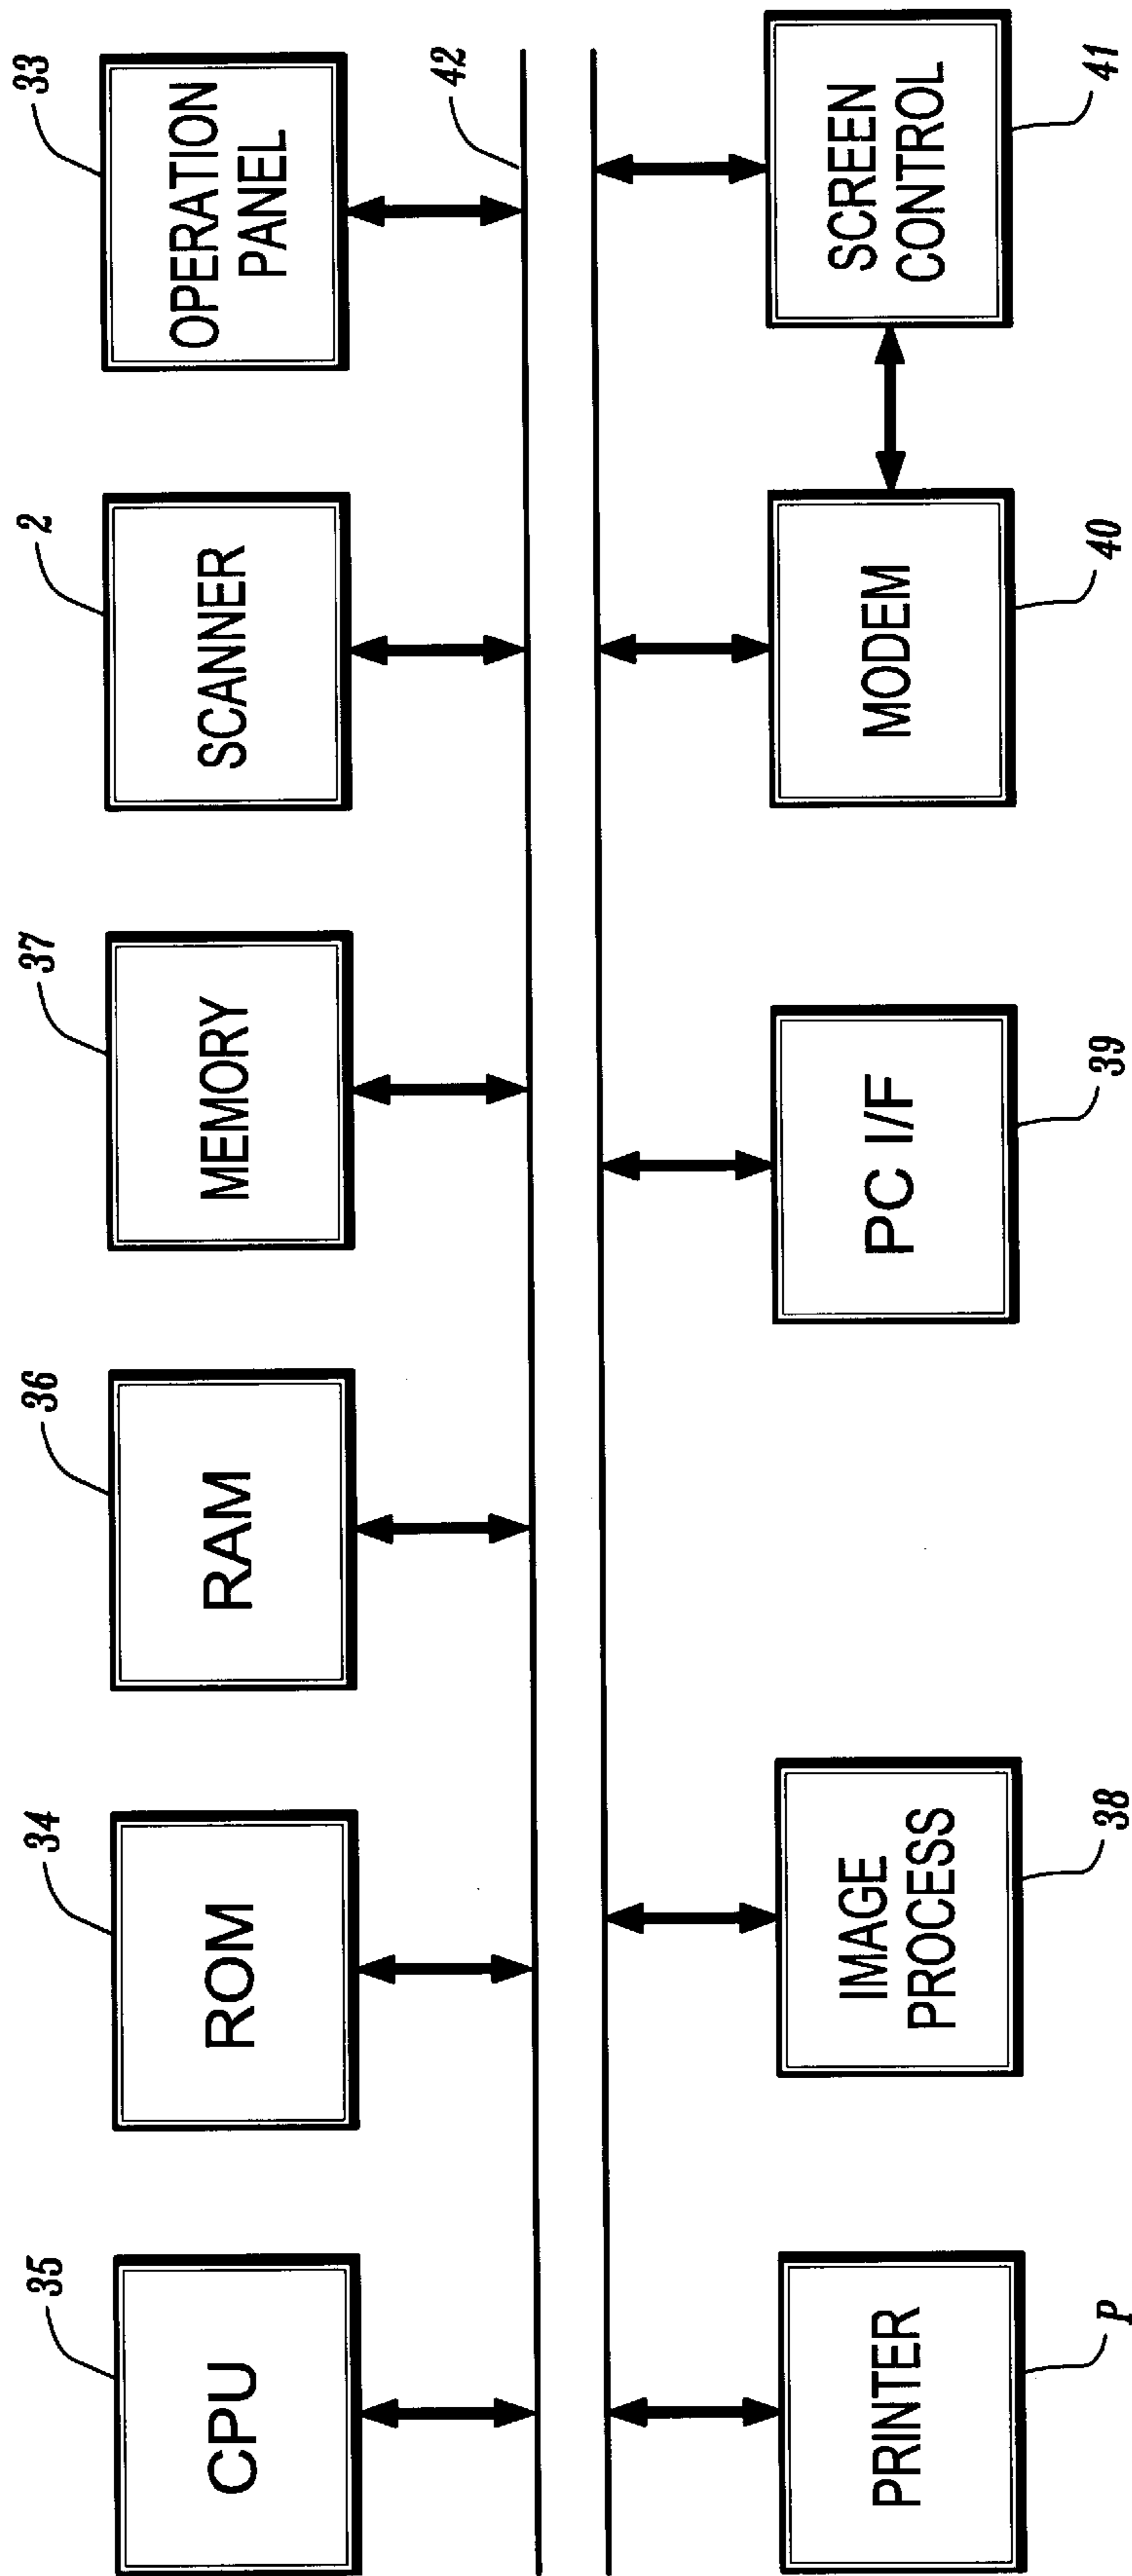 35
CPU
34
ROM
36
RAM
37
MEMORY
2
SCANNER
33
OPERATION
PANEL
42
PRINTER
P
IMAGE
PROCESS
38
PC I/F
39
MODEM
40
SCREEN
CONTROL
41